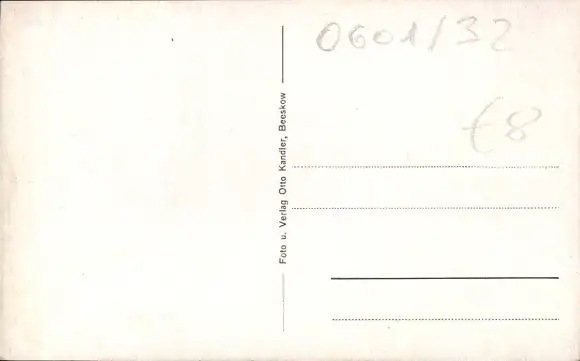 0601/32
€8
Foto u. Verlag Otto Kandler, Beeskow